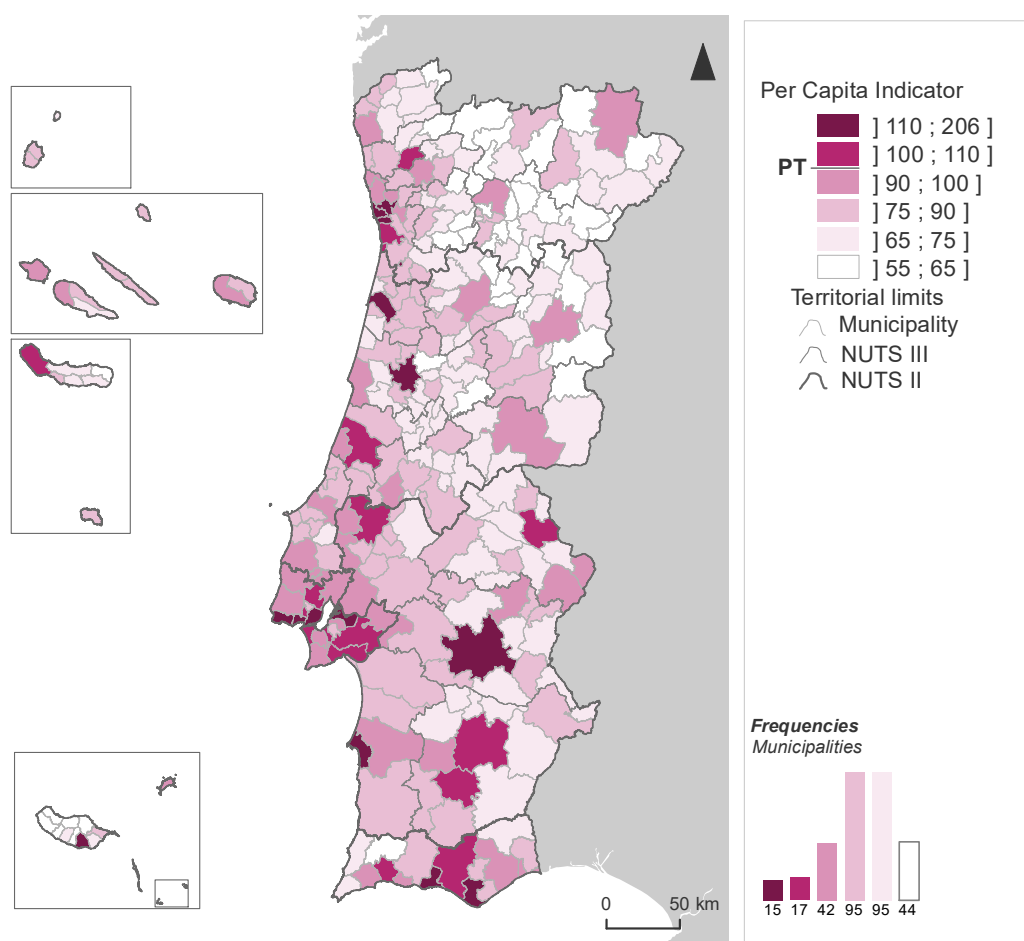 Per Capita Indicator
] 110 ; 206 ]
] 100 ; 110 ]
PT
] 90 ; 100 ]
] 75 ; 90 ]
] 65 ; 75 ]
] 55 ; 65 ]
Territorial limits
Municipality
NUTS III
NUTS II
Frequencies
Municipalities
15 17 42 95 95 44
0 50 km